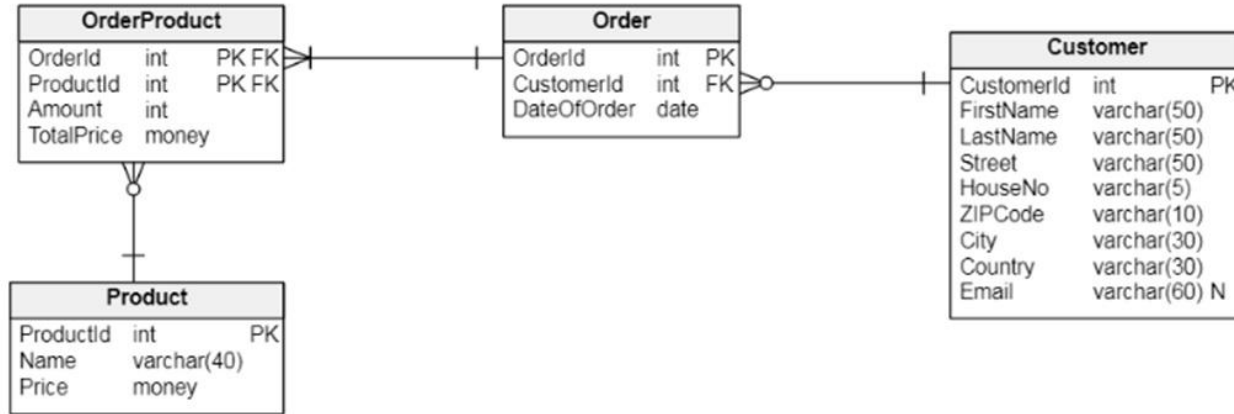 OrderProduct
OrderId int PK FK
ProductId int PK FK
Amount int
TotalPrice money
Order
OrderId int PK
CustomerId int FK
DateOfOrder date
Customer
CustomerId int PK
FirstName varchar(50)
LastName varchar(50)
Street varchar(50)
HouseNo varchar(5)
ZIPCode varchar(10)
City varchar(30)
Country varchar(30)
Email varchar(60) N
Product
ProductId int PK
Name varchar(40)
Price money